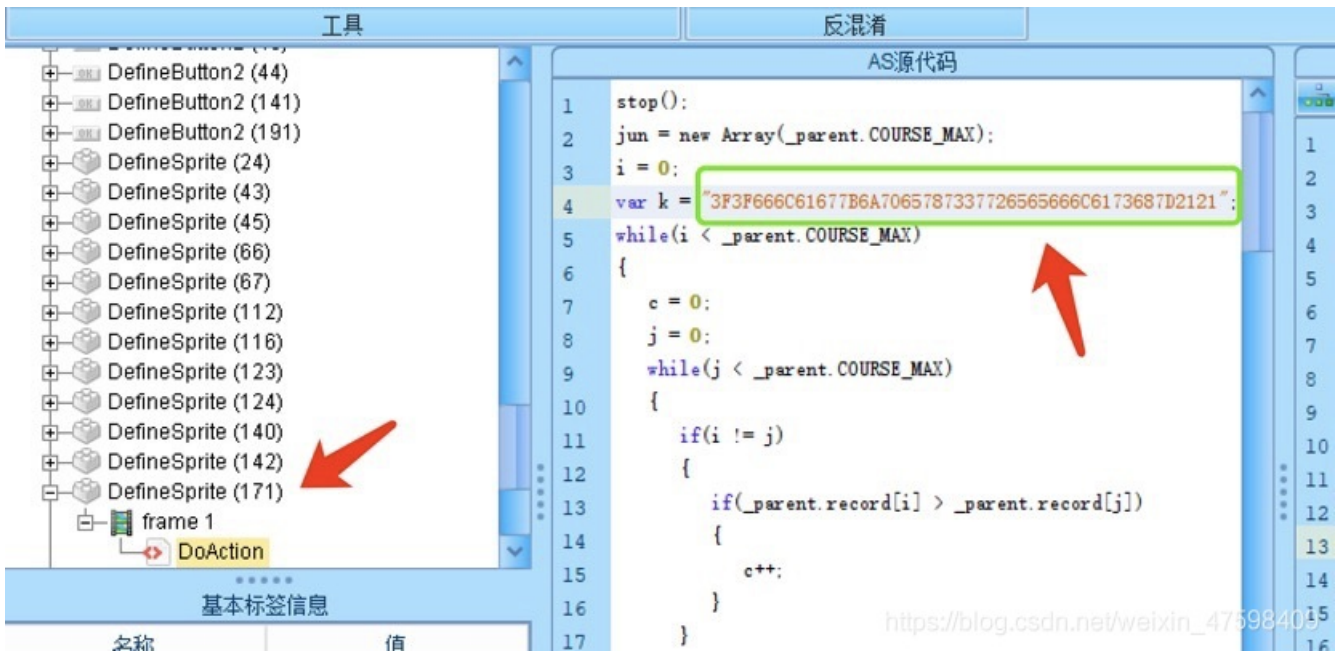 工具
反混淆
DefineButton2 (44)
DefineButton2 (141)
DefineButton2 (191)
DefineSprite (24)
DefineSprite (43)
DefineSprite (45)
DefineSprite (66)
DefineSprite (67)
DefineSprite (112)
DefineSprite (116)
DefineSprite (123)
DefineSprite (124)
DefineSprite (140)
DefineSprite (142)
DefineSprite (171)
frame 1
DoAction
基本标签信息
名称 值
AS源代码
1 stop();
2 jun = new Array(_parent.COURSE_MAX);
3 i = 0;
4 var k = "3F3F666C61677B6A7065787337726565666C6173687D2121";
5 while(i < _parent.COURSE_MAX)
6 {
7 c = 0;
8 j = 0;
9 while(j < _parent.COURSE_MAX)
10 {
11 if(i != j)
12 {
13 if(_parent.record[i] > _parent.record[j])
14 {
15 c++;
16 }
17 }
1
2
3
4
5
6
7
8
9
10
11
12
13
14
15
16
https://blog.csdn.net/weixin_47598409